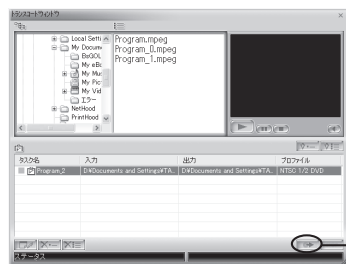 トランスコードウィンドウ
Local Setti
My Docume
BxGOL
My eBo
My Mus
My Pic
My Vid
エラー
NetHood
PrintHood
Program.mpeg
Program_0.mpeg
Program_1.mpeg
タスク名 入力 出力 プロファイル
Program_2 D¥Documents and Settings¥TA.. D¥Documents and Settings¥TA.. NTSC 1/2 DVD
ステータス